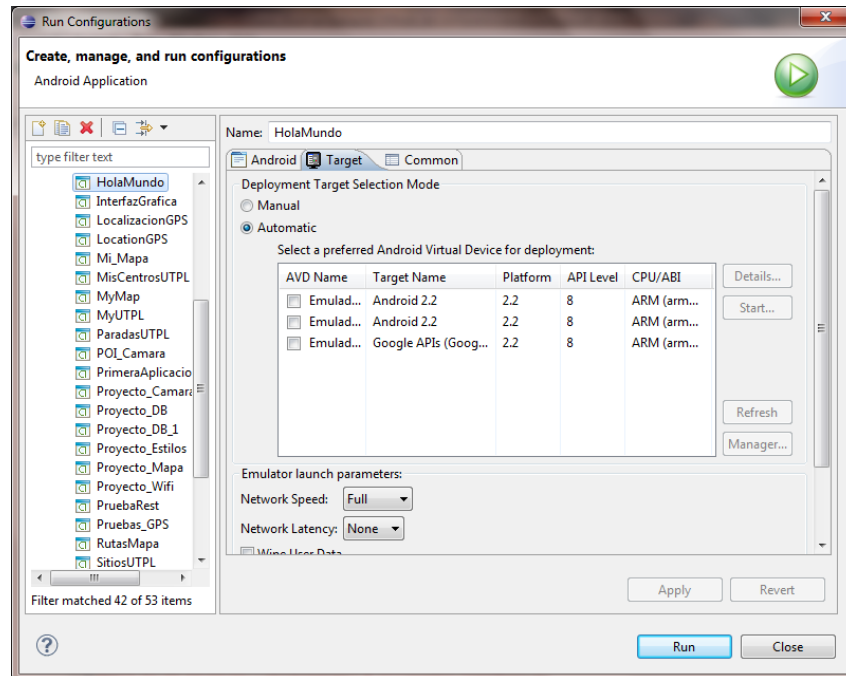 Run Configurations
Create, manage, and run configurations
Android Application
type filter text
HolaMundo
InterfazGrafica
LocalizacionGPS
LocationGPS
Mi_Mapa
MisCentrosUTPL
MyMap
MyUTPL
ParadasUTPL
POI_Camara
PrimeraAplicacio
Proyecto_Camara
Proyecto_DB
Proyecto_DB_1
Proyecto_Estilos
Proyecto_Mapa
Proyecto_Wifi
PruebaRest
Pruebas_GPS
RutasMapa
SitiosUTPL
Filter matched 42 of 53 items
Name: HolaMundo
Android Target Common
Deployment Target Selection Mode
Manual
Automatic
Select a preferred Android Virtual Device for deployment:
AVD Name Target Name Platform API Level CPU/ABI
Emulad... Android 2.2 2.2 8 ARM (arm...
Emulad... Android 2.2 2.2 8 ARM (arm...
Emulad... Google APIs (Goog... 2.2 8 ARM (arm...
Details...
Start...
Refresh
Manager...
Emulator launch parameters:
Network Speed: Full
Network Latency: None
Wipe User Data
Apply Revert
Run Close